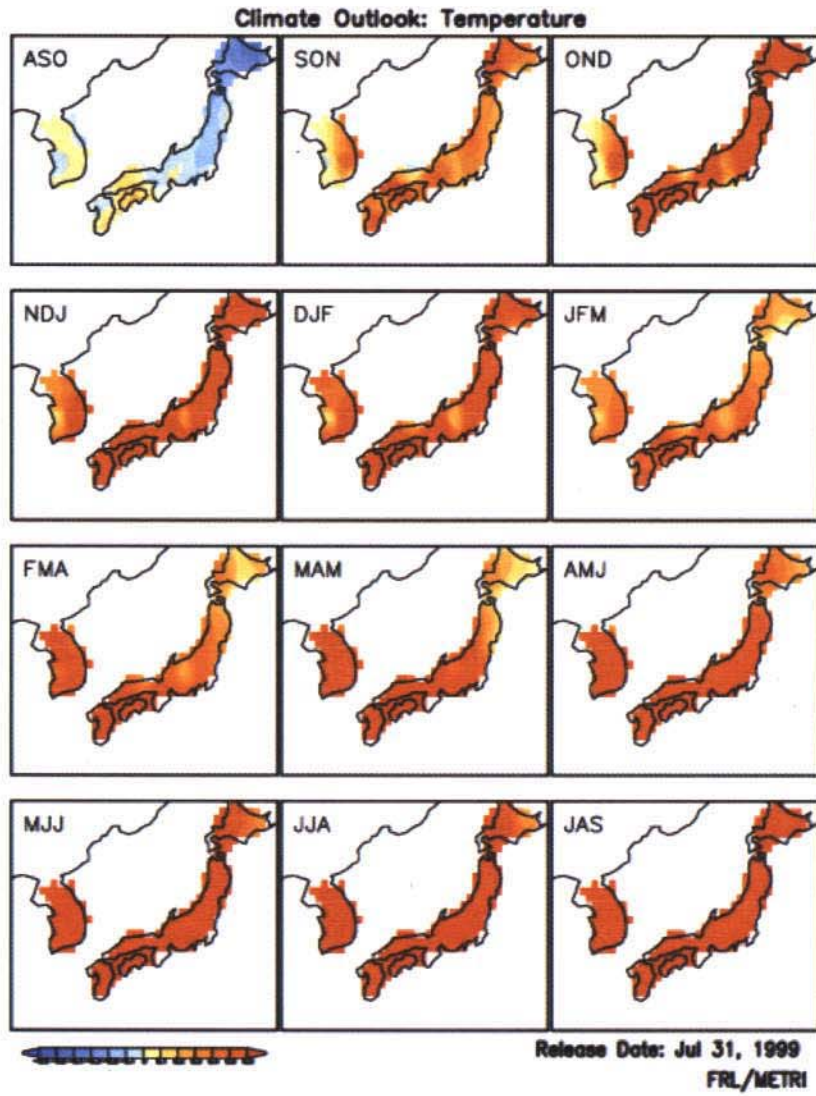 Climate Outlook: Temperature
ASO
SON
OND
NDJ
DJF
JFM
FMA
MAM
AMJ
MJJ
JJA
JAS
Release Date: Jul 31, 1999
FRL/METRI